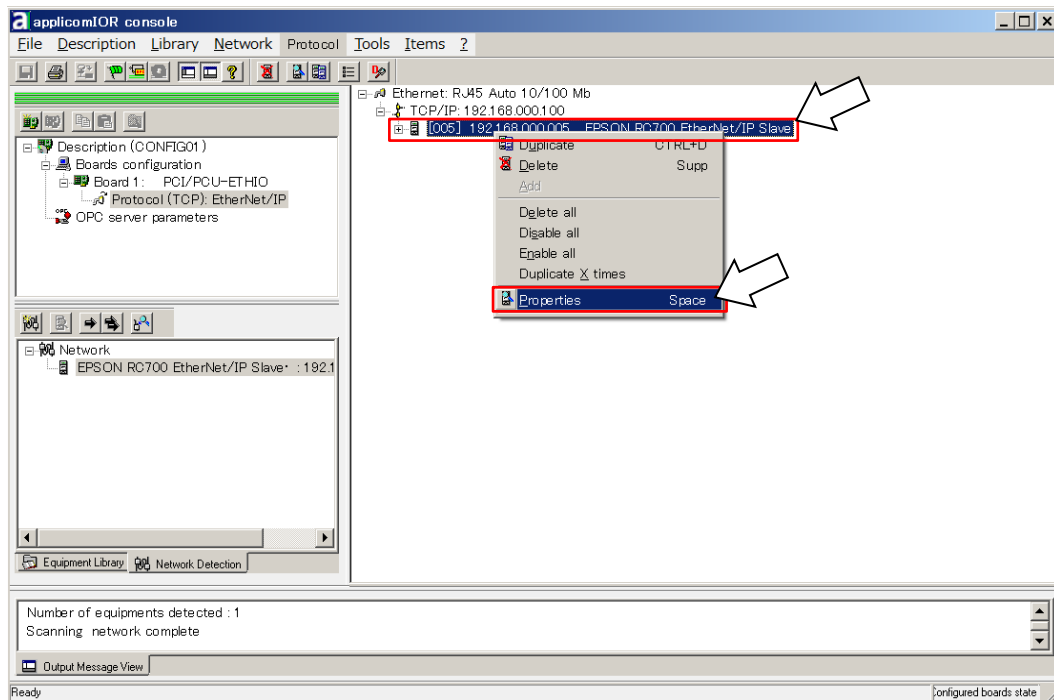 applicomIOR console
File Description Library Network Protocol Tools Items ?
Ethernet: RJ45 Auto 10/100 Mb
TCP/IP: 192.168.000.100
[005] 192.168.000.005 EPSON RC700 EtherNet/IP Slave
Duplicate CTRL+D
Delete Supp
Add
Delete all
Disable all
Enable all
Duplicate X times
Properties Space
Description (CONFIG01)
Boards configuration
Board 1: PCI/PCU-ETHIO
Protocol (TCP): EtherNet/IP
OPC server parameters
Network
EPSON RC700 EtherNet/IP Slave・ : 192.1
Equipment Library Network Detection
Number of equipments detected : 1
Scanning network complete
Output Message View
Ready onfigured boards state